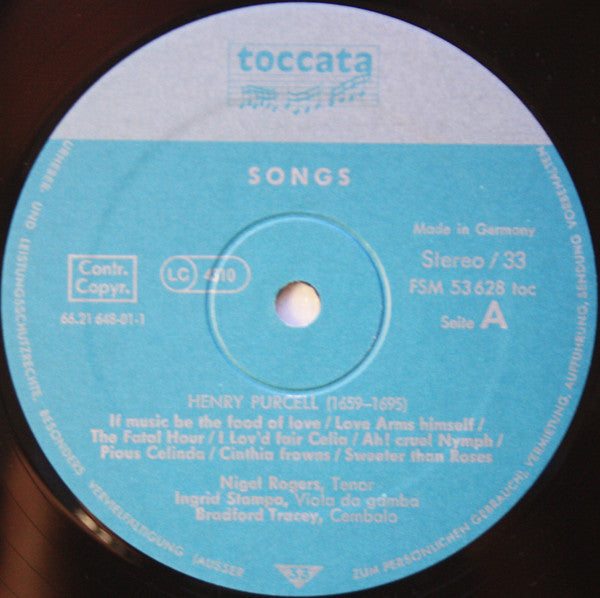 toccata
SONGS
Made in Germany
Contr.
Copyr.
LC 4310
Stereo / 33
FSM 53 628 toc
66.21 648-01-1
Seite A
HENRY PURCELL (1659–1695)
If music be the food of love / Love Arms himself /
The Fatal Hour / I Lov'd fair Celia / Ah! cruel Nymph /
Pious Celinda / Cinthia frowns / Sweeter than Roses
Nigel Rogers, Tenor
Ingrid Stampa, Viola da gamba
Bradford Tracey, Cembalo
URHEBER- UND LEISTUNGSSCHUTZRECHTE, BESONDERS VERVIELFÄLTIGUNG (AUSSER ZUM PERSÖNLICHEN GEBRAUCH), VERMIETUNG, AUFFÜHRUNG, SENDUNG VORBEHALTEN